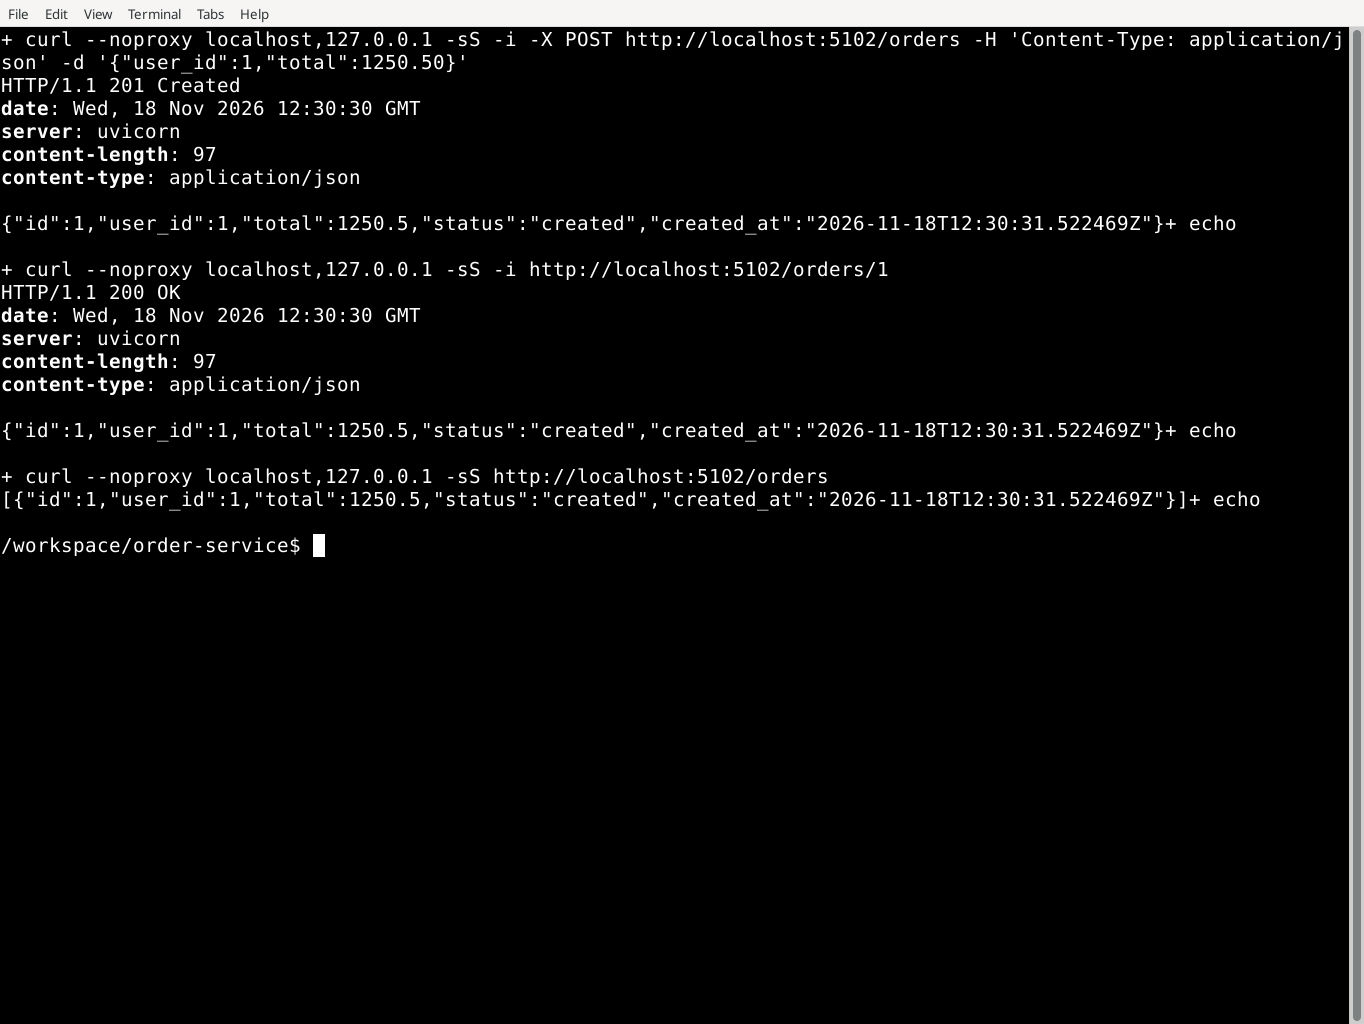 File Edit View Terminal Tabs Help
+ curl --noproxy localhost,127.0.0.1 -sS -i -X POST http://localhost:5102/orders -H 'Content-Type: application/j
son' -d '{"user_id":1,"total":1250.50}'
HTTP/1.1 201 Created
date: Wed, 18 Nov 2026 12:30:30 GMT
server: uvicorn
content-length: 97
content-type: application/json
{"id":1,"user_id":1,"total":1250.5,"status":"created","created_at":"2026-11-18T12:30:31.522469Z"}+ echo
+ curl --noproxy localhost,127.0.0.1 -sS -i http://localhost:5102/orders/1
HTTP/1.1 200 OK
date: Wed, 18 Nov 2026 12:30:30 GMT
server: uvicorn
content-length: 97
content-type: application/json
{"id":1,"user_id":1,"total":1250.5,"status":"created","created_at":"2026-11-18T12:30:31.522469Z"}+ echo
+ curl --noproxy localhost,127.0.0.1 -sS http://localhost:5102/orders
[{"id":1,"user_id":1,"total":1250.5,"status":"created","created_at":"2026-11-18T12:30:31.522469Z"}]+ echo
/workspace/order-service$